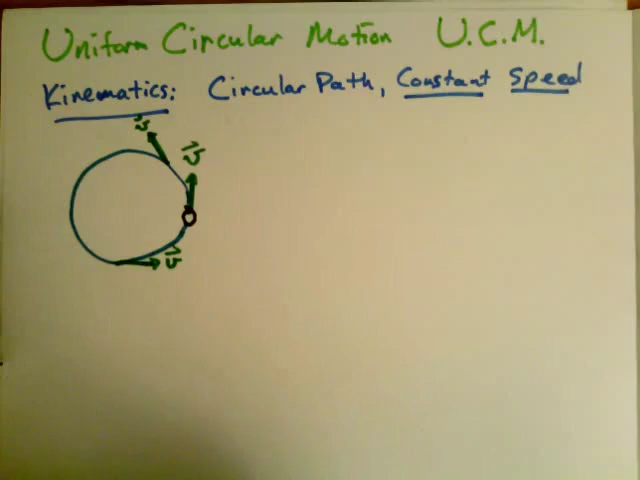 Uniform Circular Motion U.C.M.
Kinematics: Circular Path, Constant Speed
v
v
v